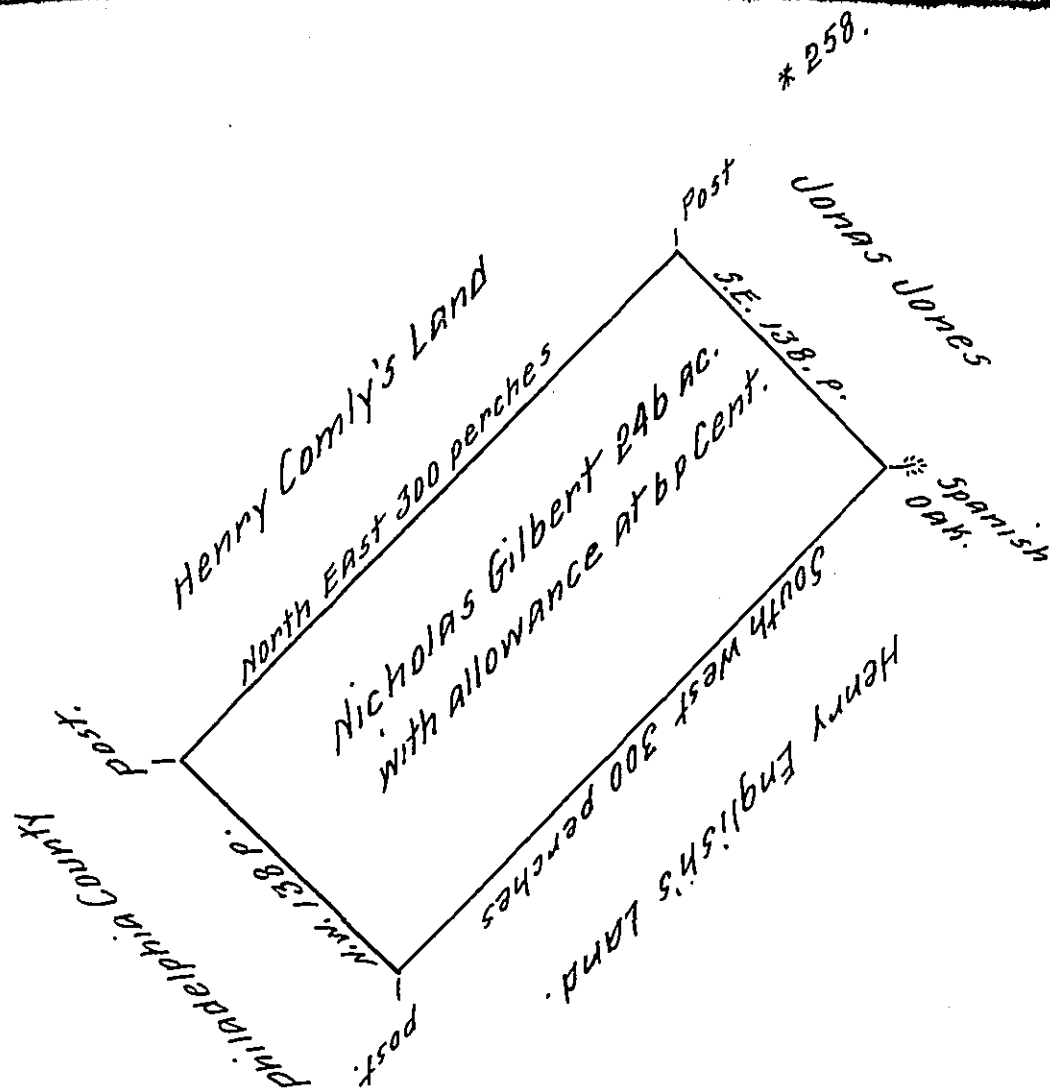 * 258.
Post
Jonas Jones
S.E. 138. P.
Henry Comly's Land
North East 300 perches
Nicholas Gilbert 246 ac.
with allowance at 6 p Cent.
Spanish
oak.
South west 300 perches
Henry English's Land.
post.
N.W. 138 P.
Philadelphia County
post.